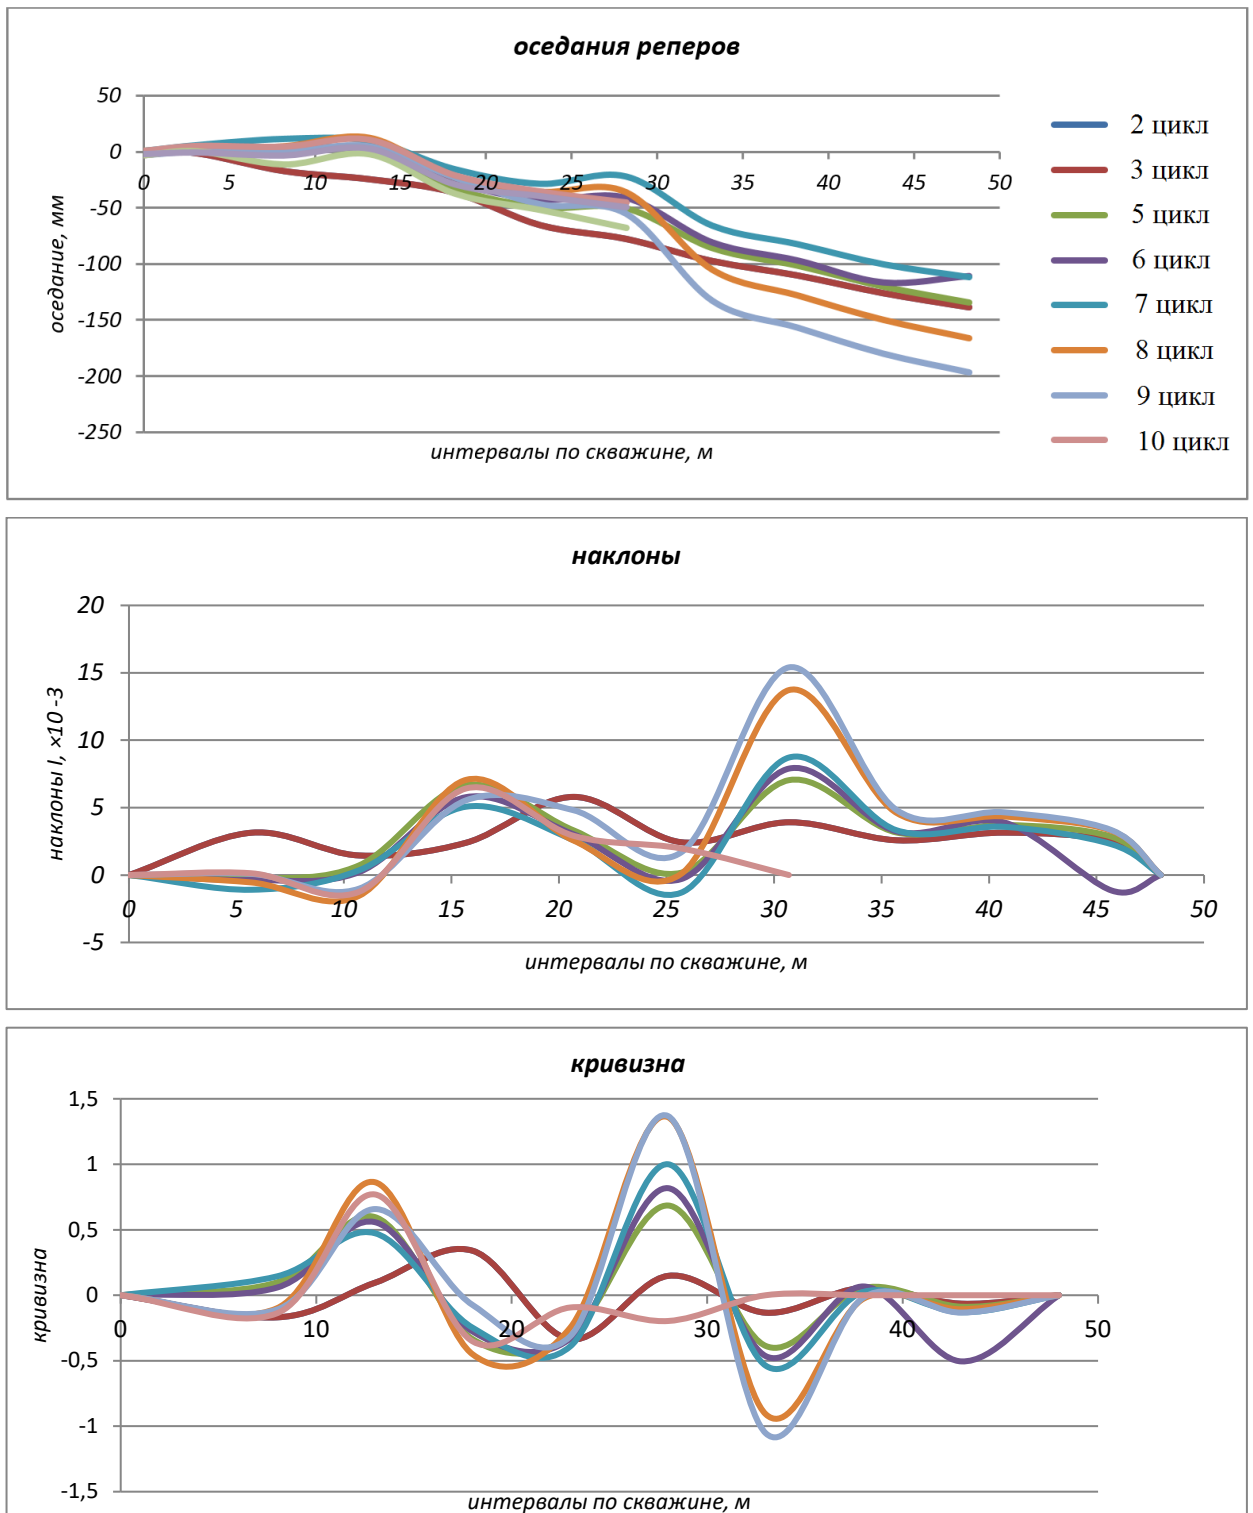 оседания реперов
50
0
-50
-100
-150
-200
-250
оседание, мм
0 5 10 15 20 25 30 35 40 45 50
интервалы по скважине, м
2 цикл
3 цикл
5 цикл
6 цикл
7 цикл
8 цикл
9 цикл
10 цикл
наклоны
20
15
10
5
0
-5
наклоны I, ×10 -3
0 5 10 15 20 25 30 35 40 45 50
интервалы по скважине, м
кривизна
1,5
1
0,5
0
-0,5
-1
-1,5
кривизна
0 10 20 30 40 50
интервалы по скважине, м